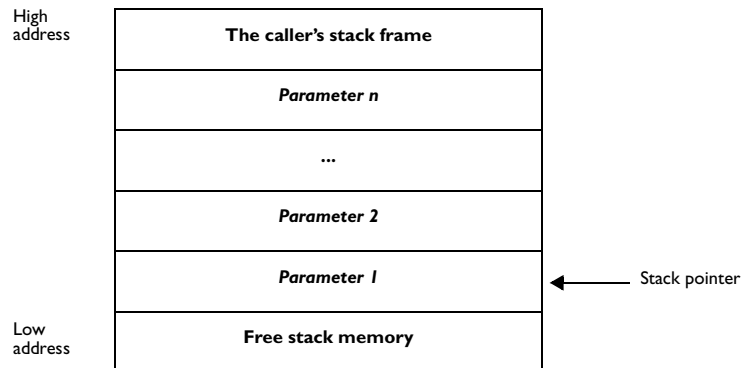 High
address
The caller's stack frame
Parameter n
...
Parameter 2
Parameter 1
Stack pointer
Low
address
Free stack memory